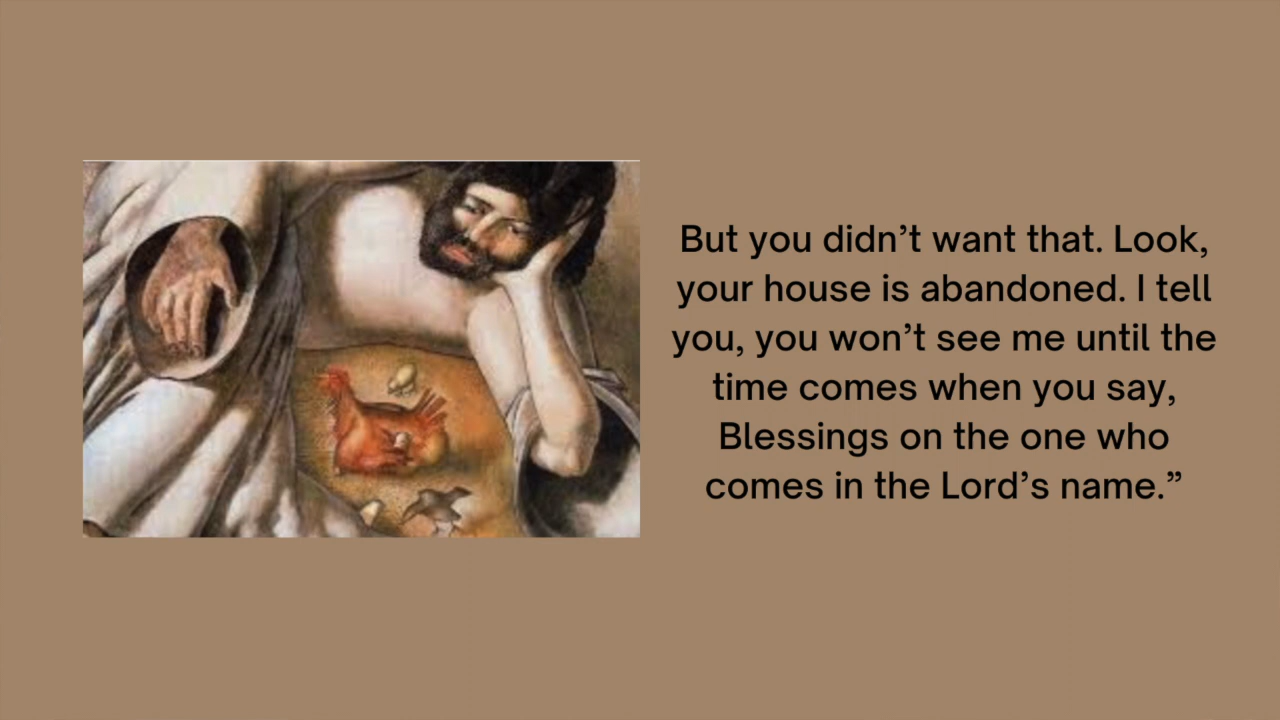 But you didn’t want that. Look,
your house is abandoned. I tell
you, you won’t see me until the
time comes when you say,
Blessings on the one who
comes in the Lord’s name.”